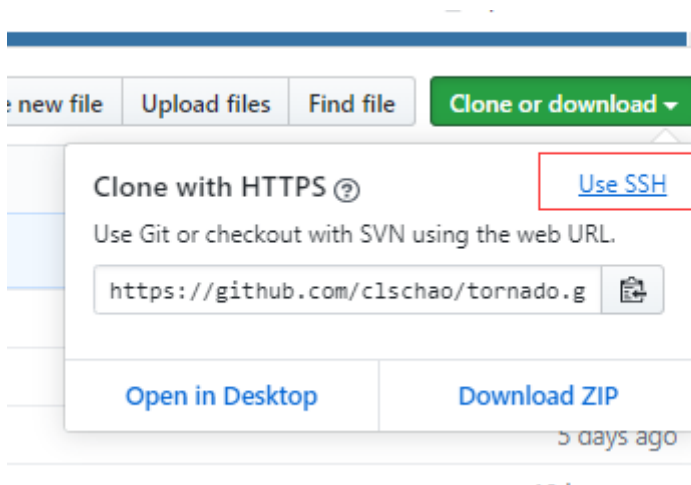 new file Upload files Find file Clone or download
Clone with HTTPS ?
Use SSH
Use Git or checkout with SVN using the web URL.
https://github.com/clschao/tornado.g
Open in Desktop Download ZIP
5 days ago